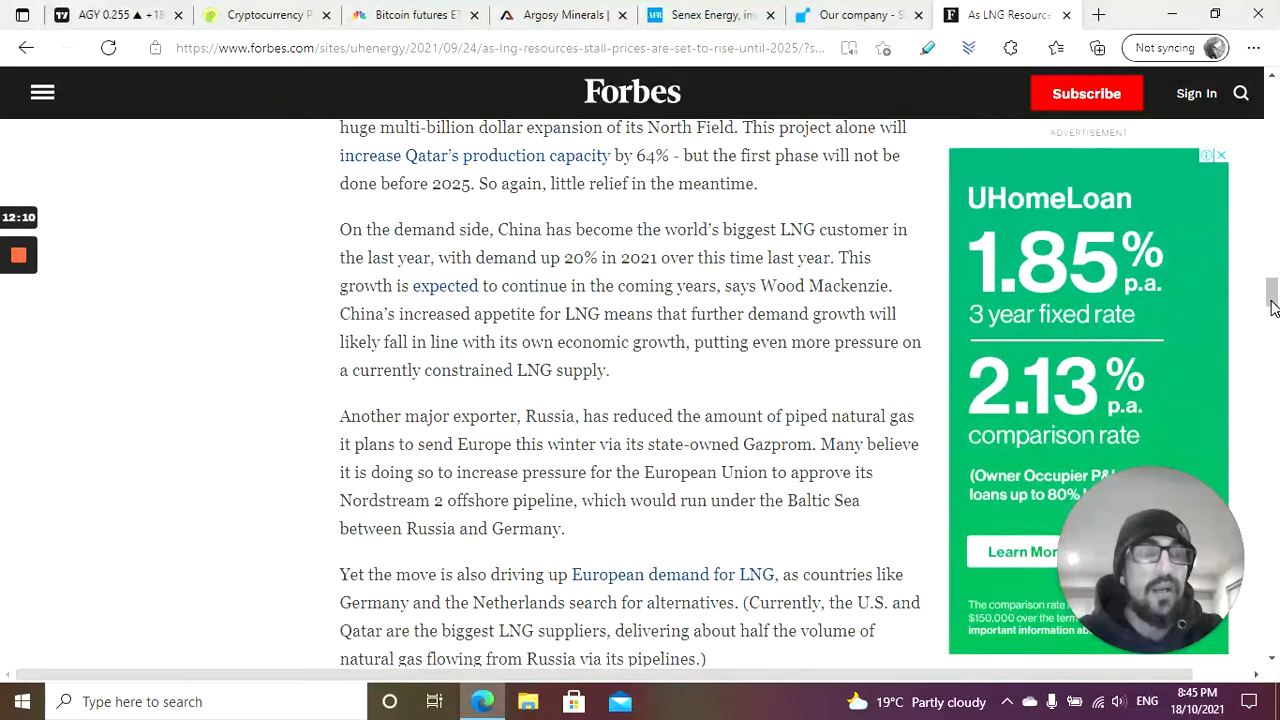 AGY 0.255 ▲ +18
Cryptocurrency P
Bitcoin futures ET
Argosy Minerals |
Senex Energy, in
Our company - S
As LNG Resource
https://www.forbes.com/sites/uhenergy/2021/09/24/as-lng-resources-stall-prices-are-set-to-rise-until-2025/?s...
Not syncing
Forbes
Subscribe
Sign In
huge multi-billion dollar expansion of its North Field. This project alone will
increase Qatar's production capacity by 64% - but the first phase will not be
done before 2025. So again, little relief in the meantime.
12:10
On the demand side, China has become the world's biggest LNG customer in
the last year, with demand up 20% in 2021 over this time last year. This
growth is expected to continue in the coming years, says Wood Mackenzie.
China's increased appetite for LNG means that further demand growth will
likely fall in line with its own economic growth, putting even more pressure on
a currently constrained LNG supply.
Another major exporter, Russia, has reduced the amount of piped natural gas
it plans to send Europe this winter via its state-owned Gazprom. Many believe
it is doing so to increase pressure for the European Union to approve its
Nordstream 2 offshore pipeline, which would run under the Baltic Sea
between Russia and Germany.
Yet the move is also driving up European demand for LNG, as countries like
Germany and the Netherlands search for alternatives. (Currently, the U.S. and
Qatar are the biggest LNG suppliers, delivering about half the volume of
natural gas flowing from Russia via its pipelines.)
ADVERTISEMENT
UHomeLoan
1.85% p.a.
3 year fixed rate
2.13% p.a.
comparison rate
(Owner Occupier P&
loans up to 80%
Learn Mor
The comparison rate
$150,000 over the term
important information ab
Type here to search
19°C Partly cloudy
ENG
8:45 PM
18/10/2021